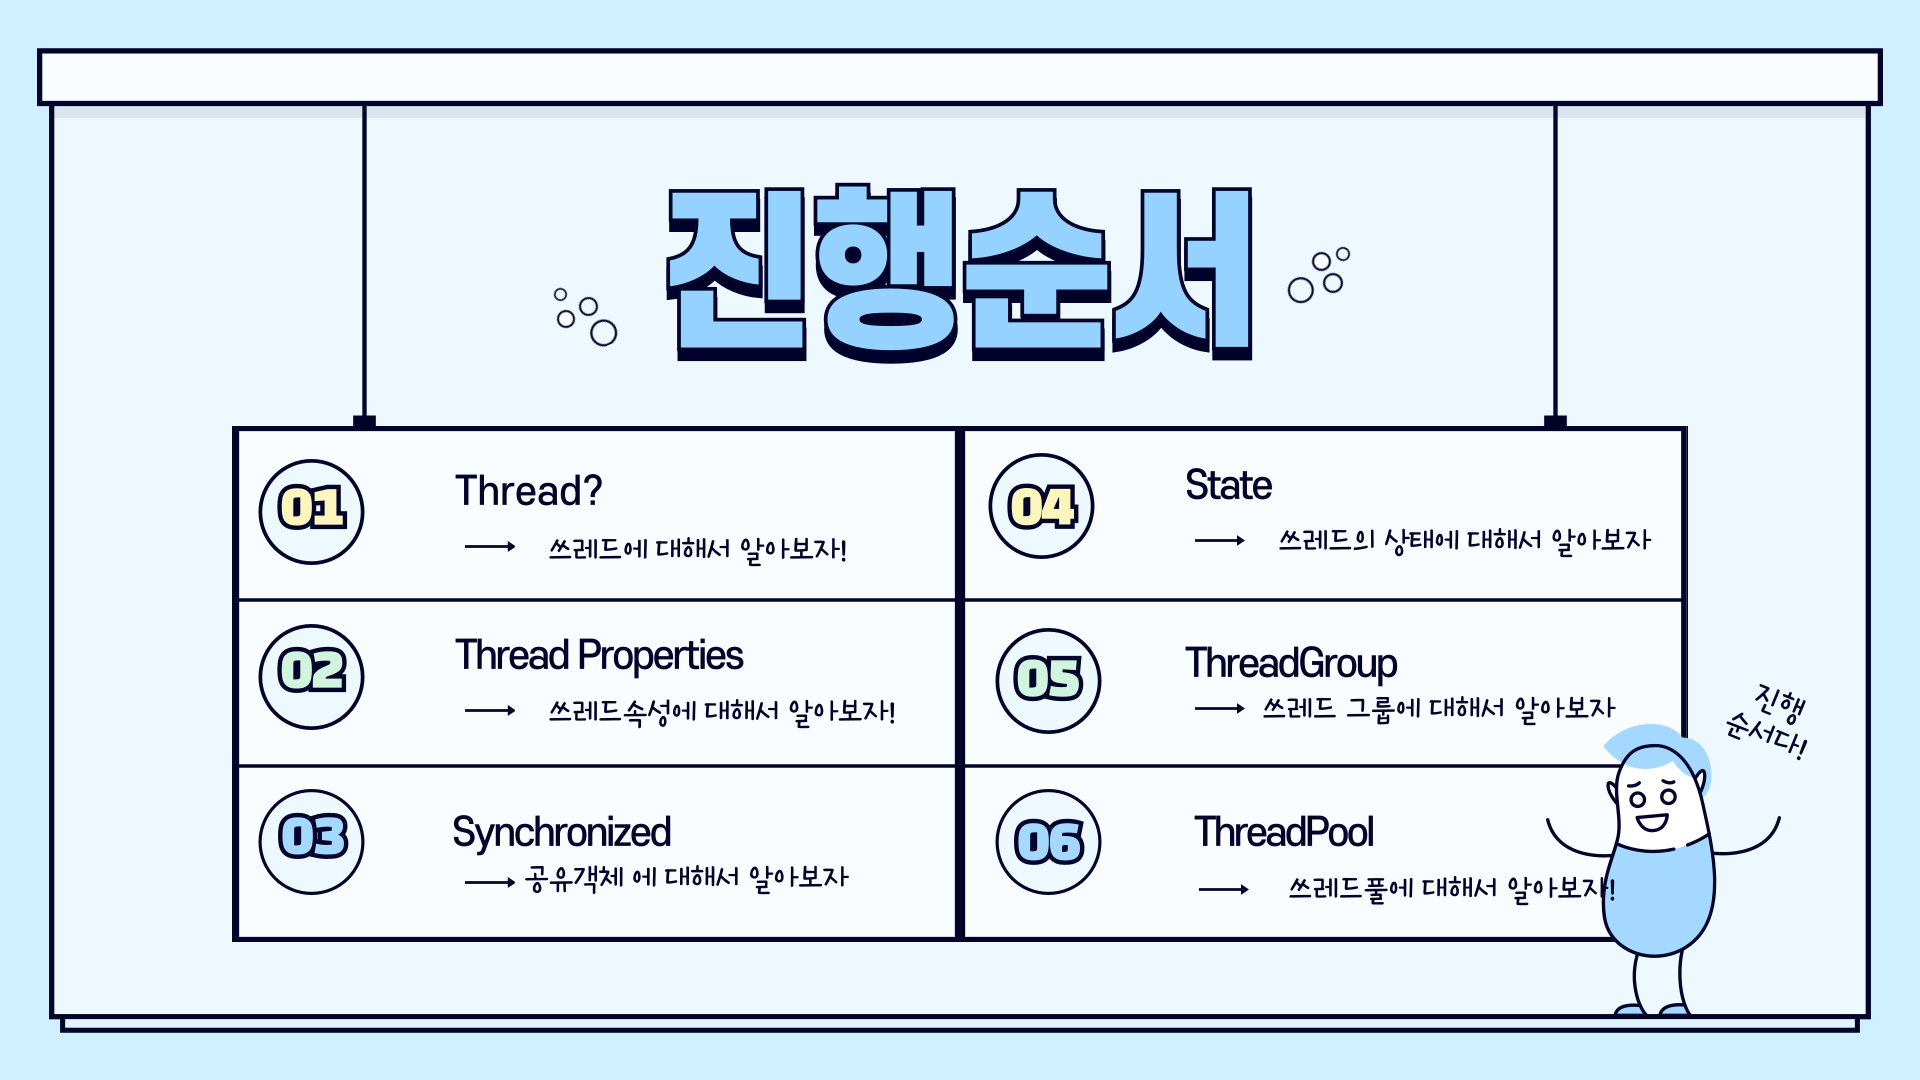 진행순서
01
Thread?
쓰레드에 대해서 알아보자!
02
Thread Properties
쓰레드속성에 대해서 알아보자!
03
Synchronized
공유객체 에 대해서 알아보자
04
State
쓰레드의 상태에 대해서 알아보자
05
ThreadGroup
쓰레드 그룹에 대해서 알아보자
06
ThreadPool
쓰레드풀에 대해서 알아보자!
진행
순서다!